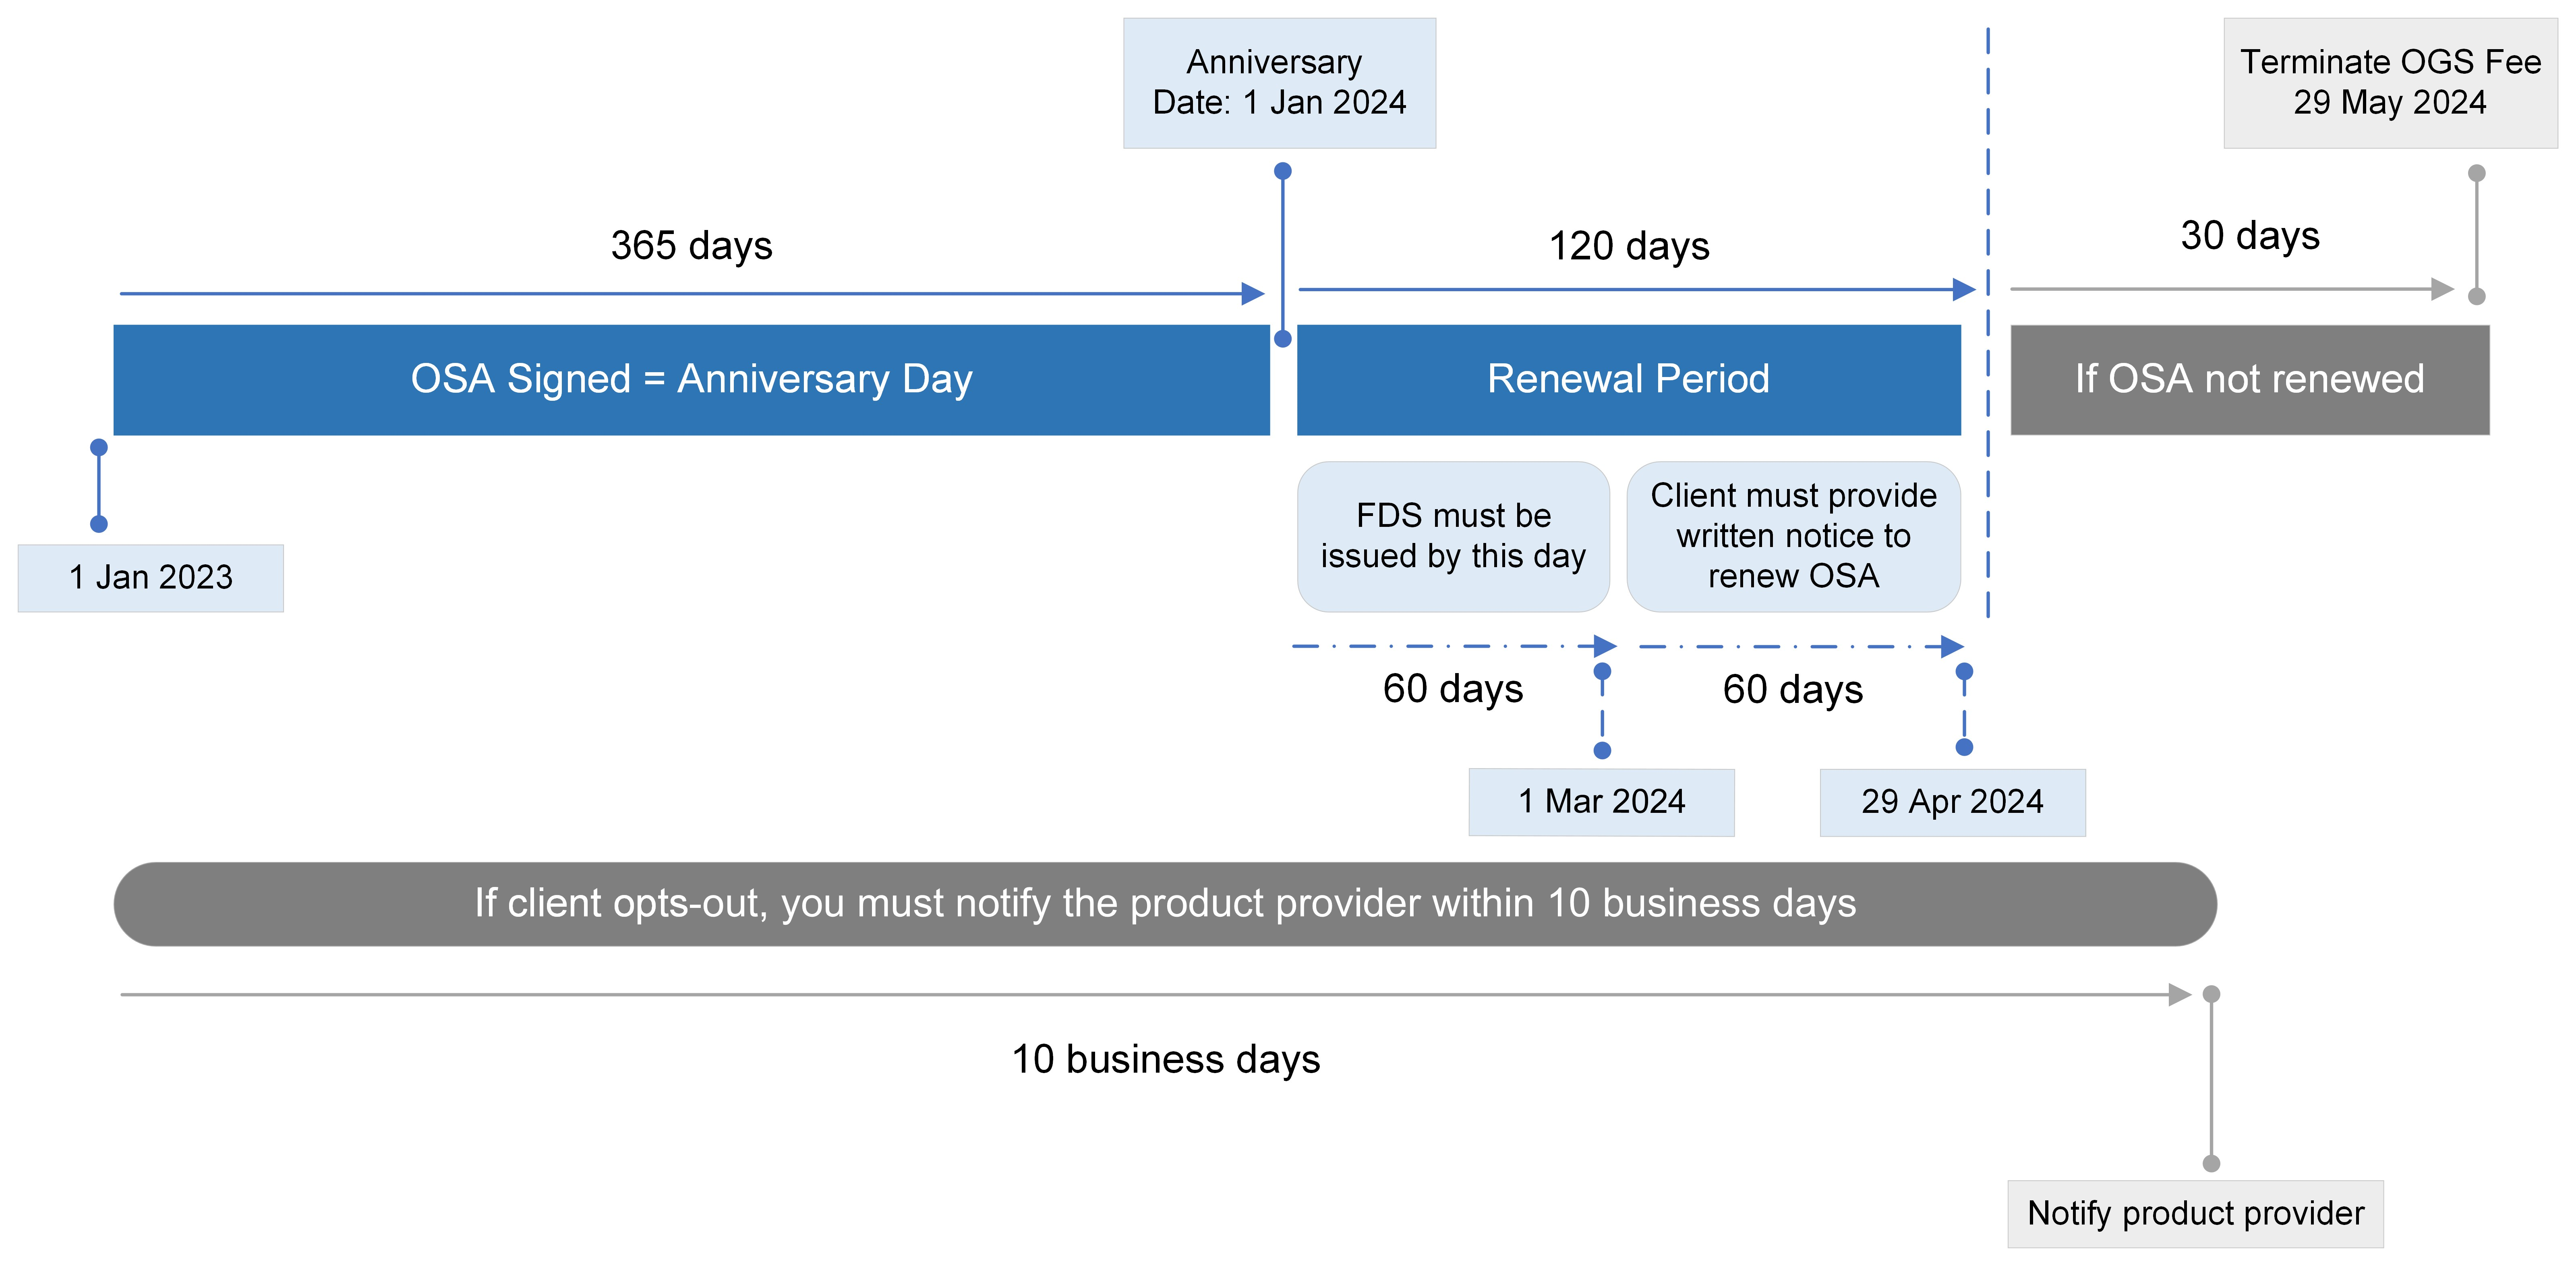 Anniversary
Date: 1 Jan 2024
Terminate OGS Fee
29 May 2024
365 days
120 days
30 days
OSA Signed = Anniversary Day
Renewal Period
If OSA not renewed
1 Jan 2023
FDS must be
issued by this day
Client must provide
written notice to
renew OSA
60 days
60 days
1 Mar 2024
29 Apr 2024
If client opts-out, you must notify the product provider within 10 business days
10 business days
Notify product provider